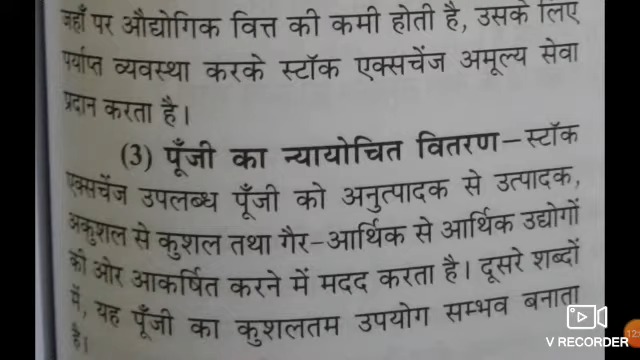 जहाँ पर औद्योगिक वित्त की कमी होती है, उसके लिए
पर्याप्त व्यवस्था करके स्टॉक एक्सचेंज अमूल्य सेवा
प्रदान करता है।
(3) पूँजी का न्यायोचित वितरण–स्टॉक
एक्सचेंज उपलब्ध पूँजी को अनुत्पादक से उत्पादक,
अकुशल से कुशल तथा गैर-आर्थिक से आर्थिक उद्योगों
की ओर आकर्षित करने में मदद करता है। दूसरे शब्दों
में, यह पूँजी का कुशलतम उपयोग सम्भव बनाता
है।
V RECORDER